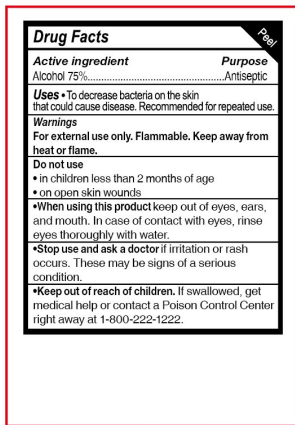 Drug Facts
Peel
Active ingredient Purpose
Alcohol 75%......................................................Antiseptic
Uses • To decrease bacteria on the skin
that could cause disease. Recommended for repeated use.
Warnings
For external use only. Flammable. Keep away from
heat or flame.
Do not use
• in children less than 2 months of age
• on open skin wounds
•When using this product keep out of eyes, ears,
and mouth. In case of contact with eyes, rinse
eyes thoroughly with water.
•Stop use and ask a doctor if irritation or rash
occurs. These may be signs of a serious
condition.
•Keep out of reach of children. If swallowed, get
medical help or contact a Poison Control Center
right away at 1-800-222-1222.